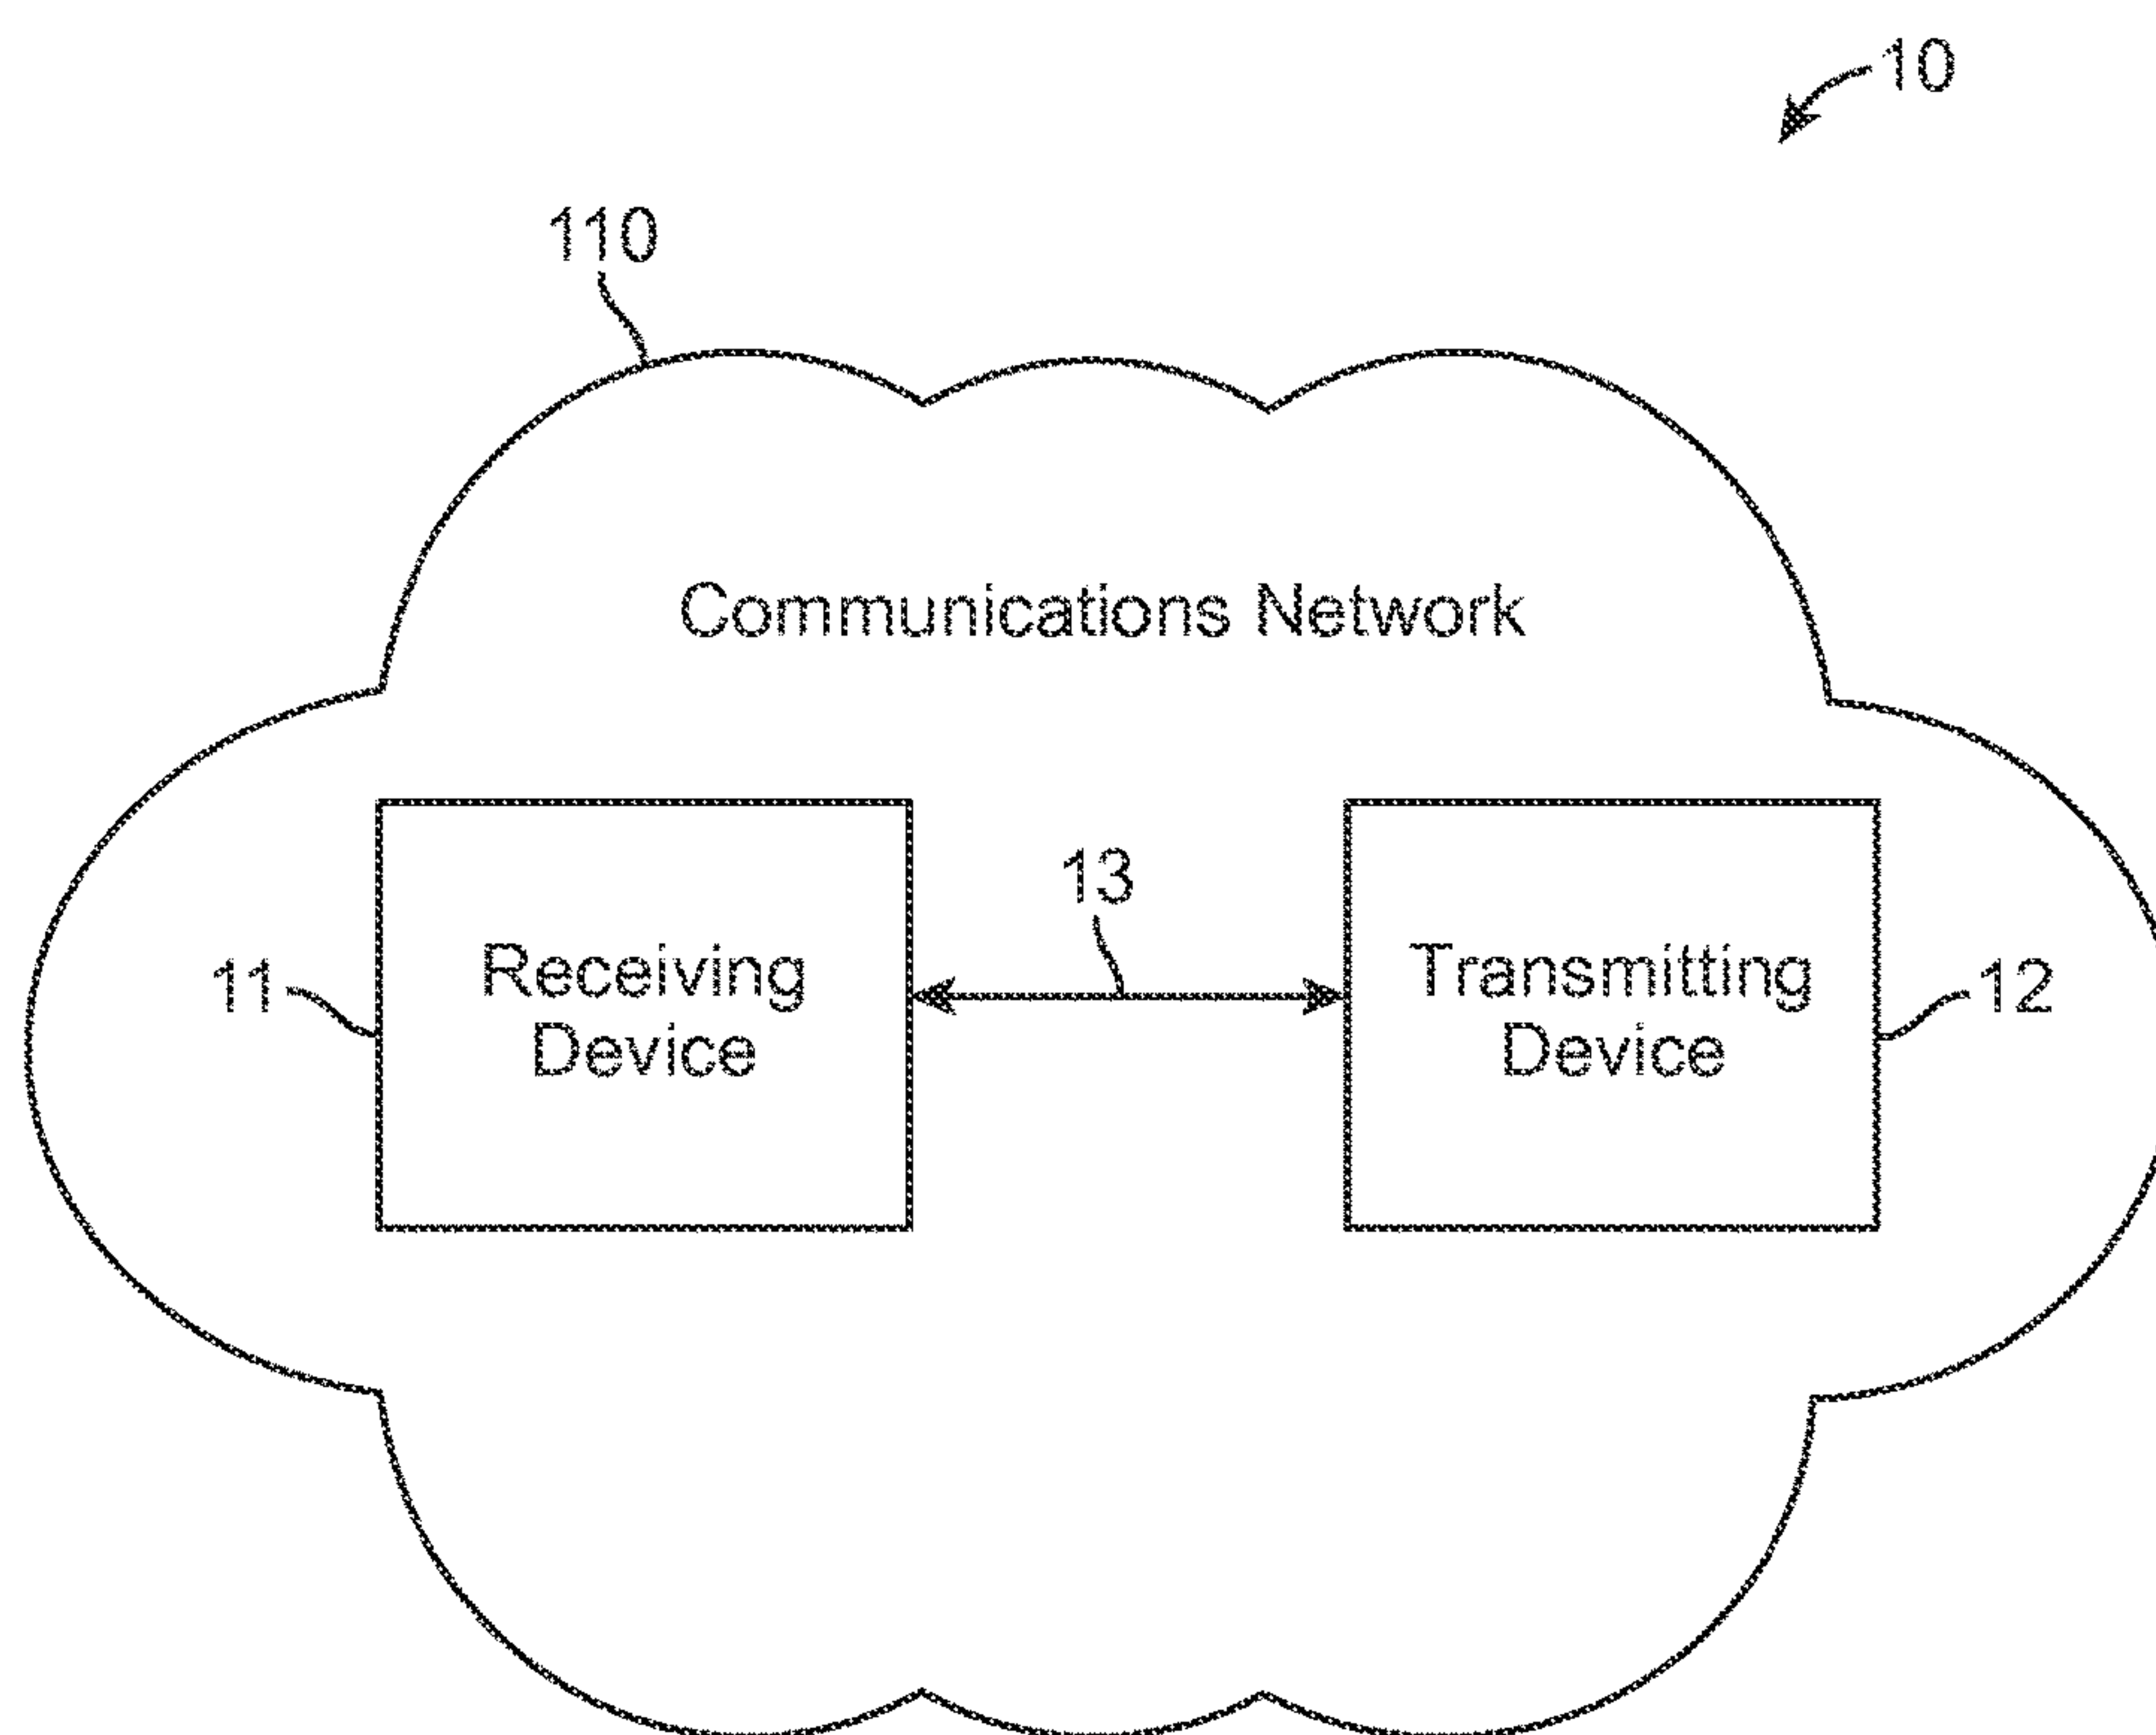 10
110
Communications Network
13
11
Receiving
Device
Transmitting
Device
12